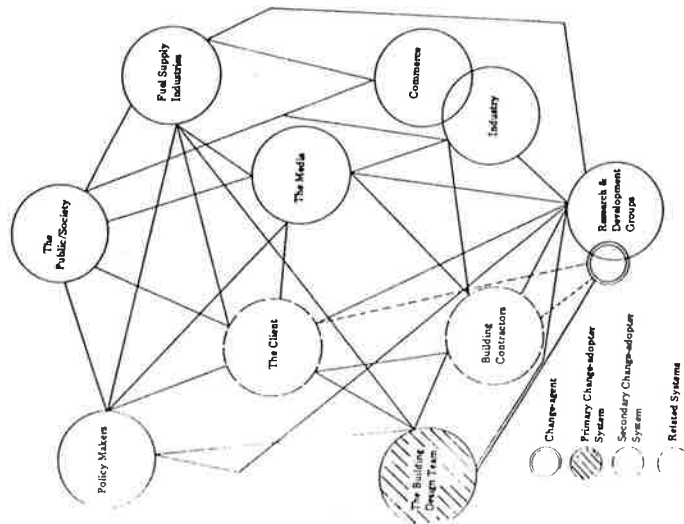 Policy Makers
The
Public/Society
Fuel Supply
Industries
The Client
The Media
Commerce
Industry
The Building
Design Team
Building
Contractors
Research &
Development
Groups
Change-agent
Primary Change-adopter
System
Secondary Change-adopter
System
Related Systems